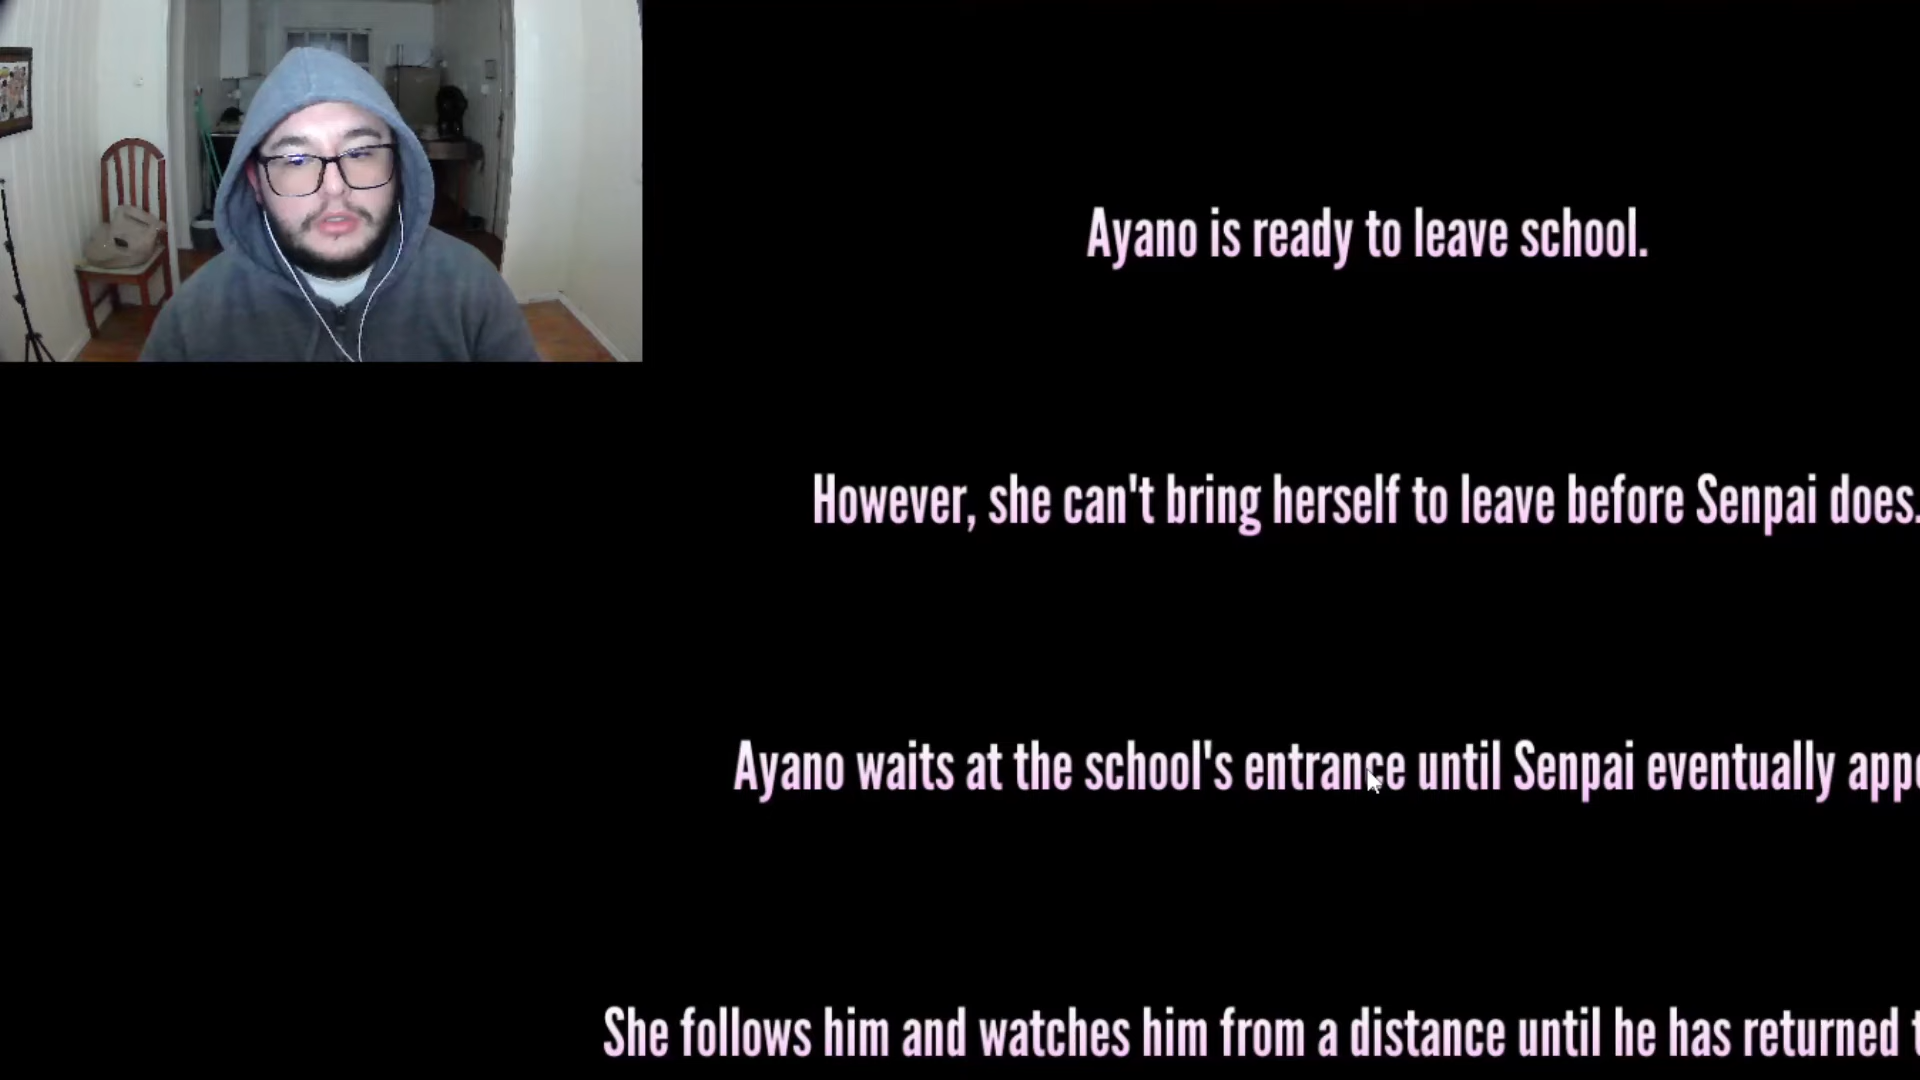 Ayano is ready to leave school.
However, she can't bring herself to leave before Senpai does.
Ayano waits at the school's entrance until Senpai eventually
She follows him and watches him from a distance until he has returned